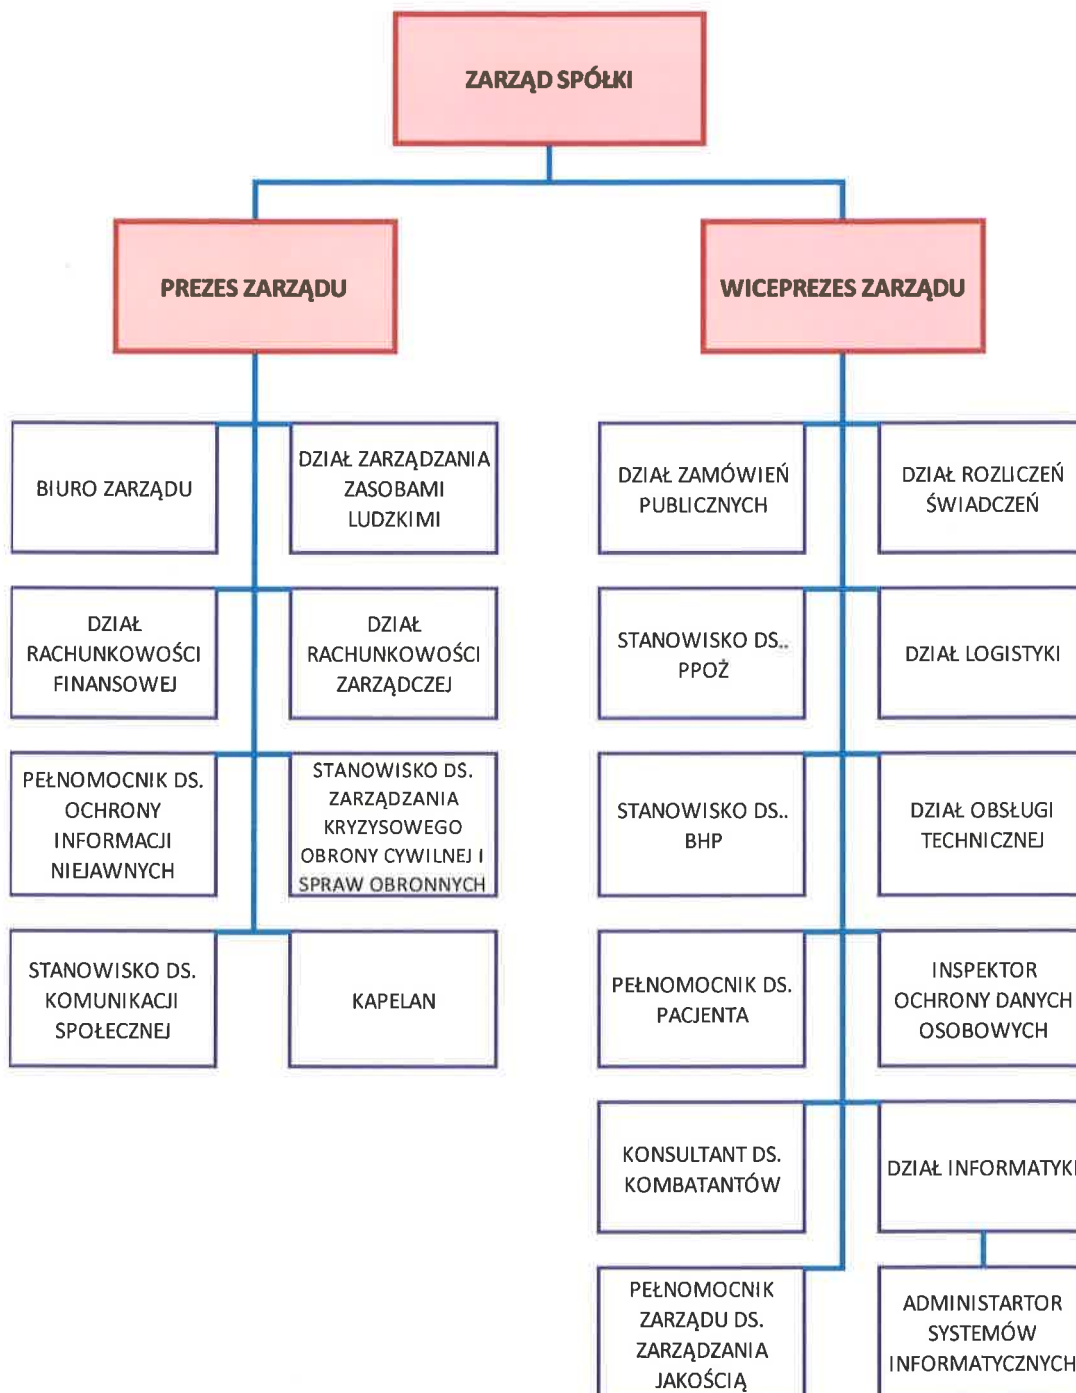 ZARZĄD SPÓŁKI
PREZES ZARZĄDU
WICEPREZES ZARZĄDU
BIURO ZARZĄDU
DZIAŁ ZARZĄDZANIA
ZASOBAMI
LUDZKIMI
DZIAŁ ZAMÓWIEŃ
PUBLICZNYCH
DZIAŁ ROZLICZEŃ
ŚWIADCZEŃ
DZIAŁ
RACHUNKOWOŚCI
FINANSOWEJ
DZIAŁ
RACHUNKOWOŚCI
ZARZĄDCZEJ
STANOWISKO DS..
PPOŻ
DZIAŁ LOGISTYKI
PEŁNOMOCNIK DS.
OCHRONY
INFORMACJI
NIEJAWNYCH
STANOWISKO DS.
ZARZĄDZANIA
KRYZYSOWEGO
OBRONY CYWILNEJ I
SPRAW OBRONNYCH
STANOWISKO DS..
BHP
DZIAŁ OBSŁUGI
TECHNICZNEJ
STANOWISKO DS.
KOMUNIKACJI
SPOŁECZNEJ
KAPELAN
PEŁNOMOCNIK DS.
PACJENTA
INSPEKTOR
OCHRONY DANYCH
OSOBOWYCH
KONSULTANT DS.
KOMBATANTÓW
DZIAŁ INFORMATYKI
PEŁNOMOCNIK
ZARZĄDU DS.
ZARZĄDZANIA
JAKOŚCIĄ
ADMINISTARTOR
SYSTEMÓW
INFORMATYCZNYCH